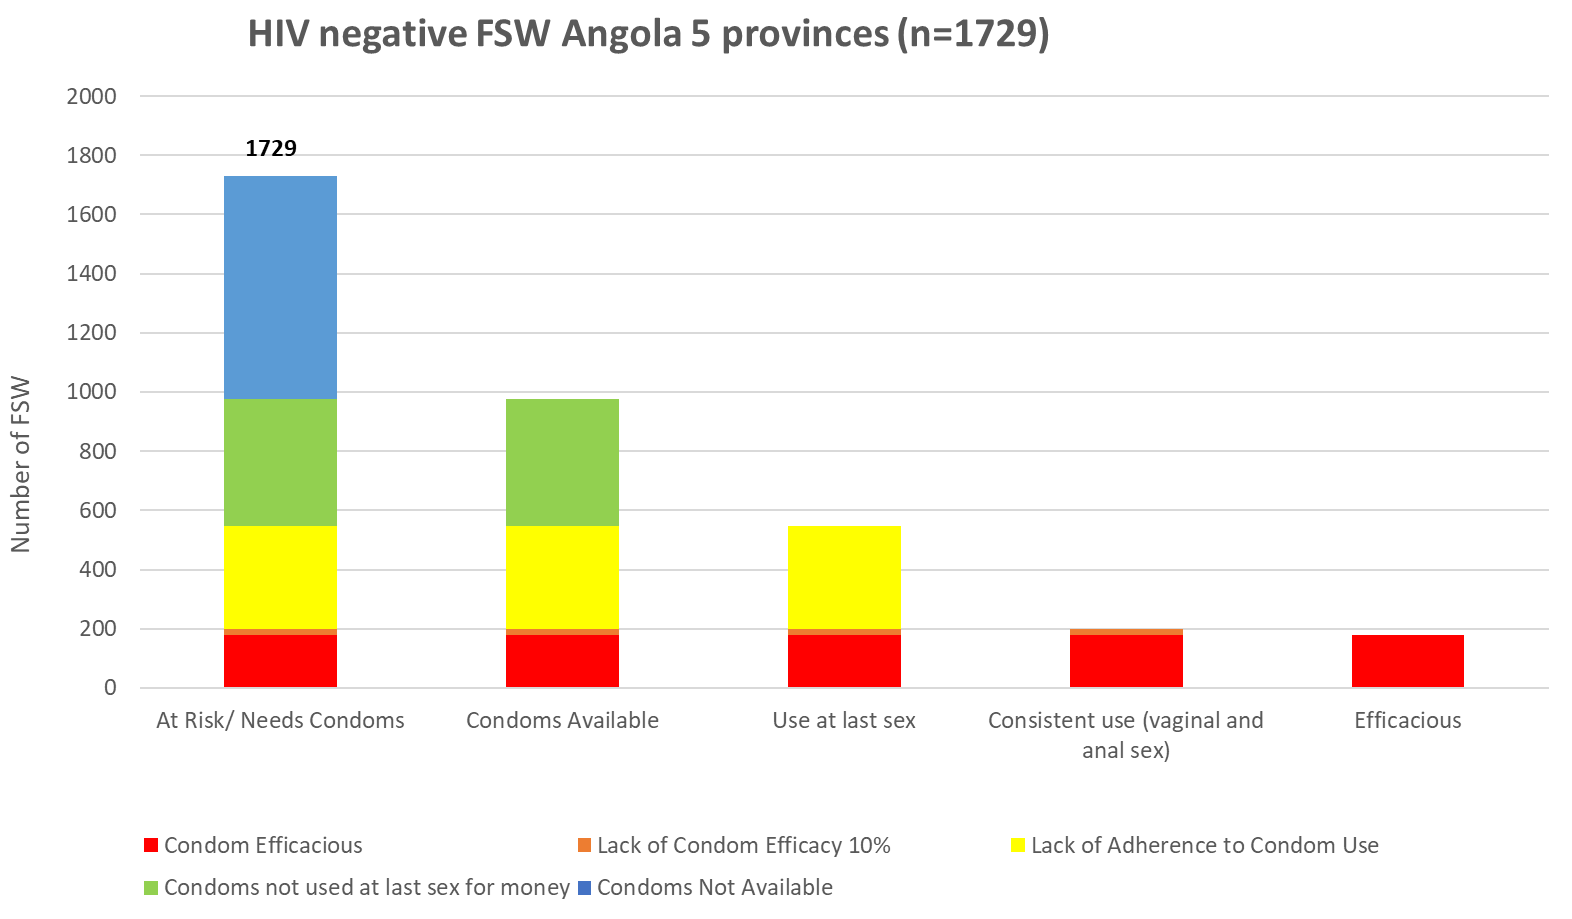 HIV negative FSW Angola 5 provinces (n=1729)
2000
1800
1600
1400
1200
1000
800
600
400
200
0
Number of FSW
1729
At Risk/ Needs Condoms
Condoms Available
Use at last sex
Consistent use (vaginal and
anal sex)
Efficacious
Condom Efficacious
Lack of Condom Efficacy 10%
Lack of Adherence to Condom Use
Condoms not used at last sex for money
Condoms Not Available